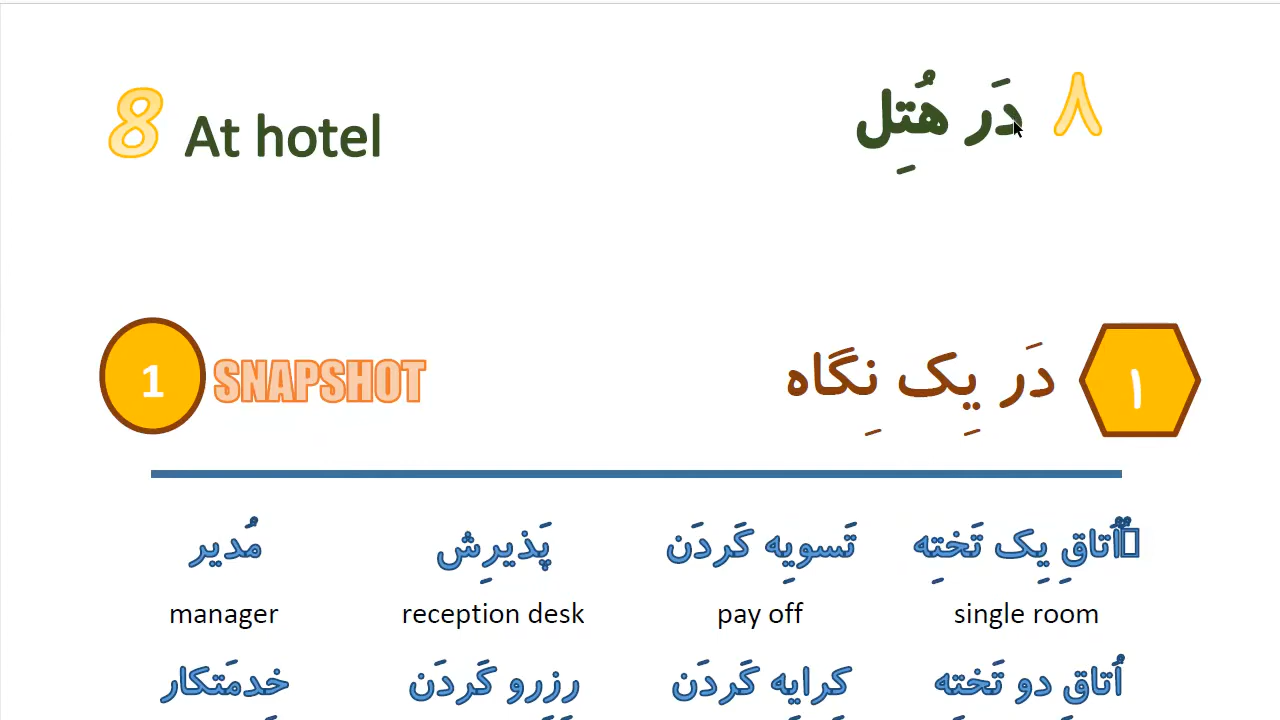 8 At hotel
۸ دَر هُتِل
1 SNAPSHOT
۱ دَر یِک نِگاه
اُتاقِ یِک تَختِه تَسویِه کَردَن پَذیرِش مُدیر
manager reception desk pay off single room
اُتاقِ دو تَخته کرایه کَردَن رزرو کَردَن خدمَتکار